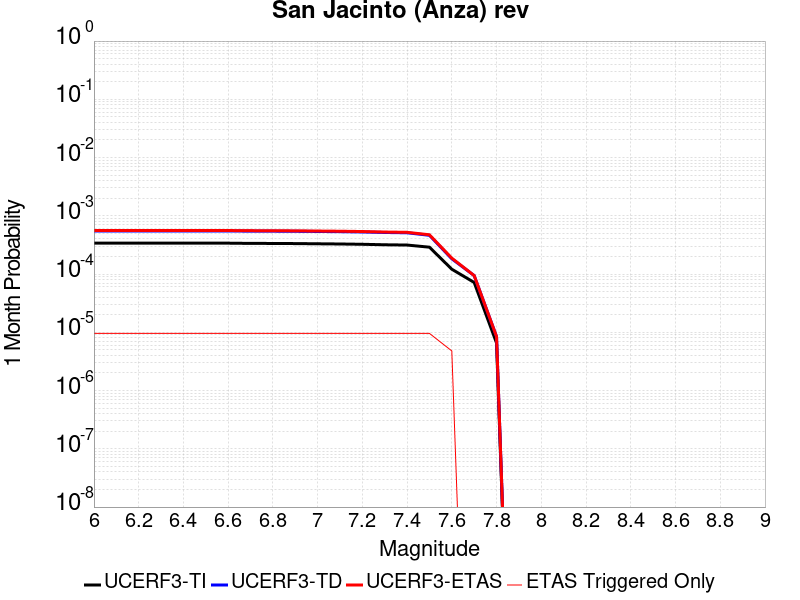 San Jacinto (Anza) rev
10^0
10^-1
10^-2
10^-3
10^-4
10^-5
10^-6
10^-7
10^-8
1 Month Probability
6 6.2 6.4 6.6 6.8 7 7.2 7.4 7.6 7.8 8 8.2 8.4 8.6 8.8 9
Magnitude
UCERF3-TI UCERF3-TD UCERF3-ETAS ETAS Triggered Only